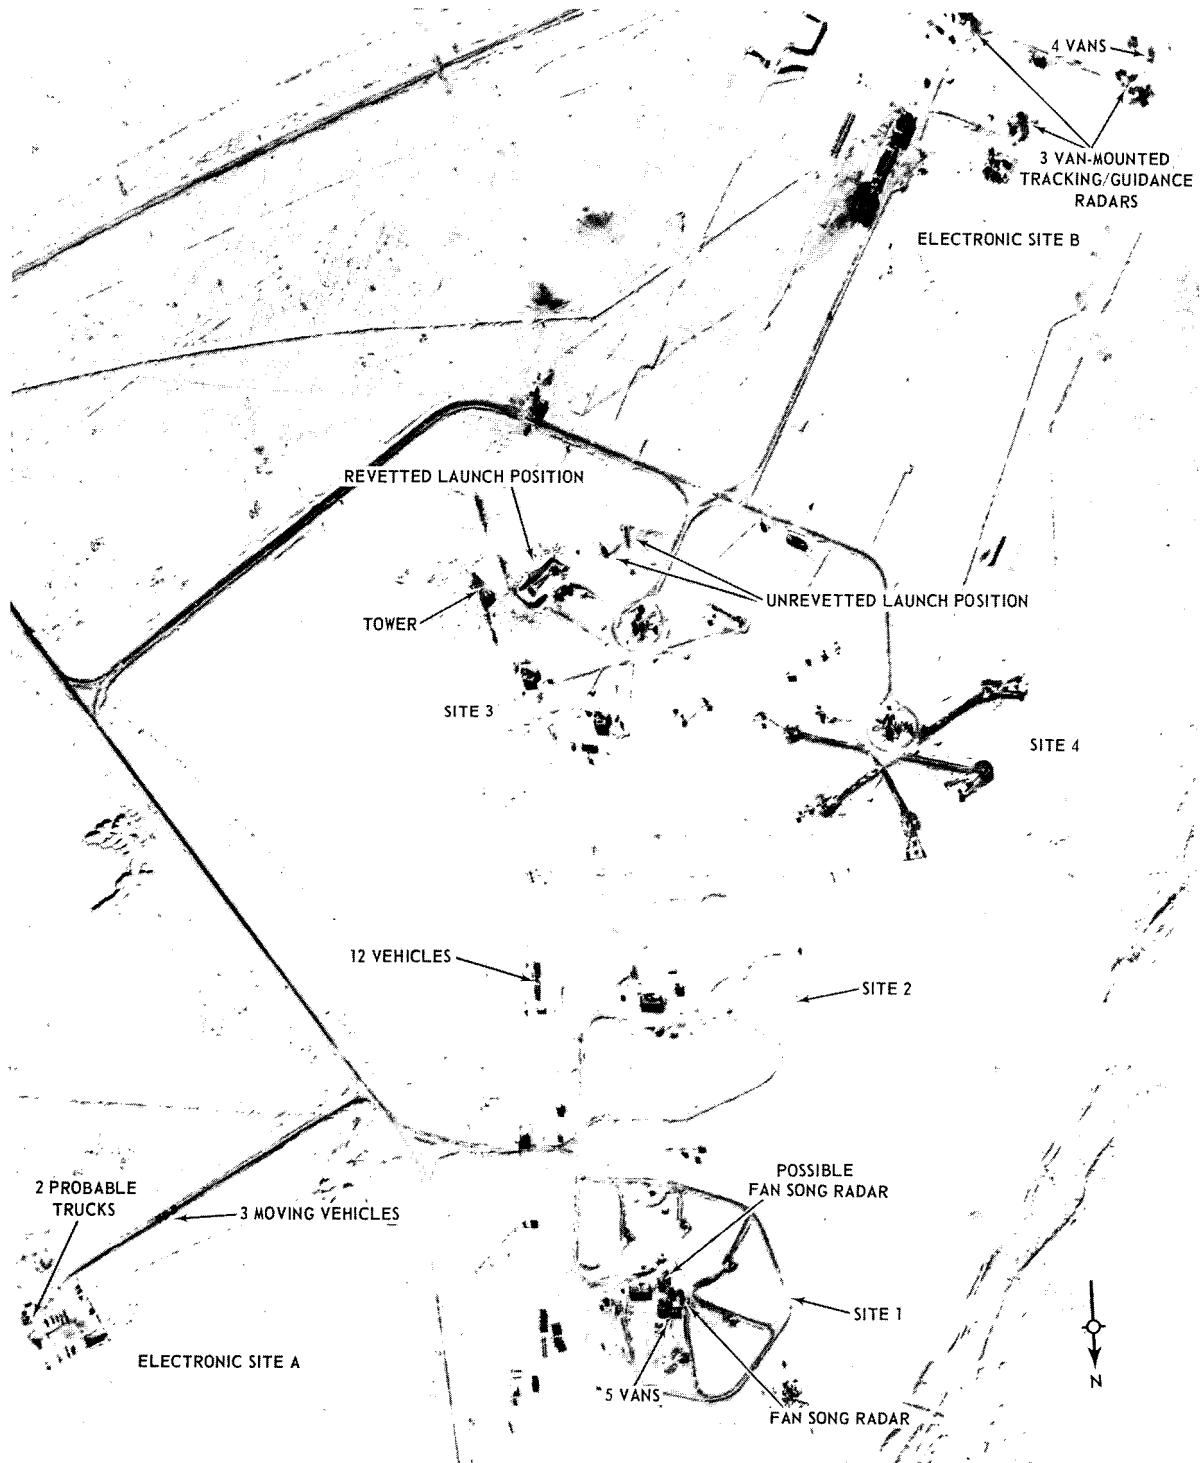 4 VANS
3 VAN-MOUNTED
TRACKING/GUIDANCE
RADARS
ELECTRONIC SITE B
REVETTED LAUNCH POSITION
UNREVETTED LAUNCH POSITION
TOWER
SITE 3
SITE 4
12 VEHICLES
SITE 2
POSSIBLE
FAN SONG RADAR
2 PROBABLE
TRUCKS
3 MOVING VEHICLES
SITE 1
ELECTRONIC SITE A
5 VANS
FAN SONG RADAR
N